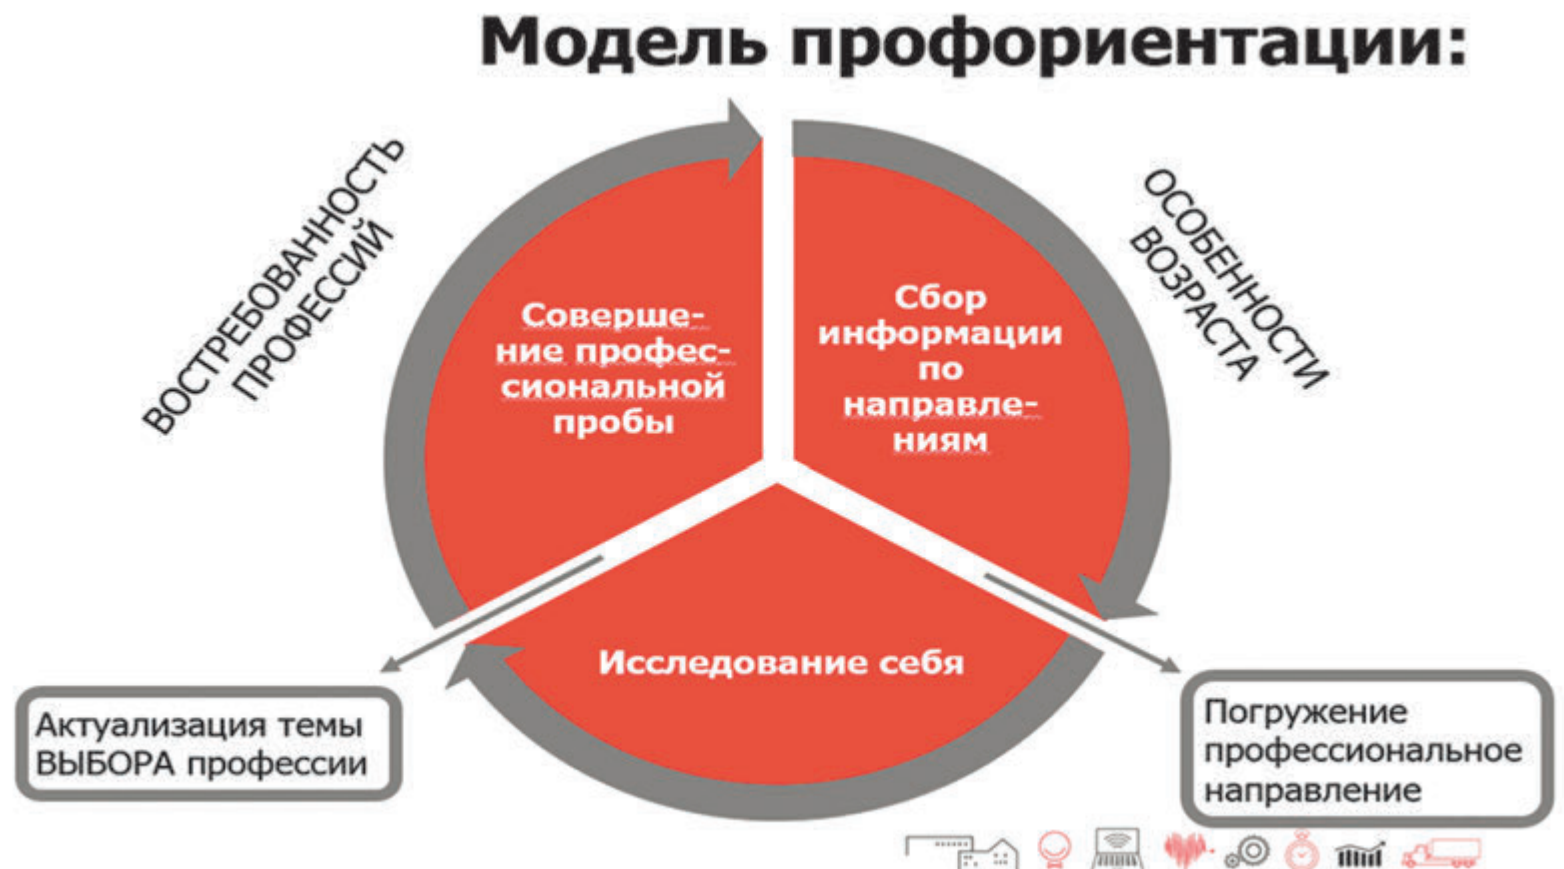 Модель профориентации:
ВОСТРЕБОВАННОСТЬ
ПРОФЕССИЙ
ОСОБЕННОСТИ
ВОЗРАСТА
Соверше-
ние профес-
сиональной
пробы
Сбор
информации
по
направле-
ниям
Исследование себя
Актуализация темы
ВЫБОРА профессии
Погружение
профессиональное
направление